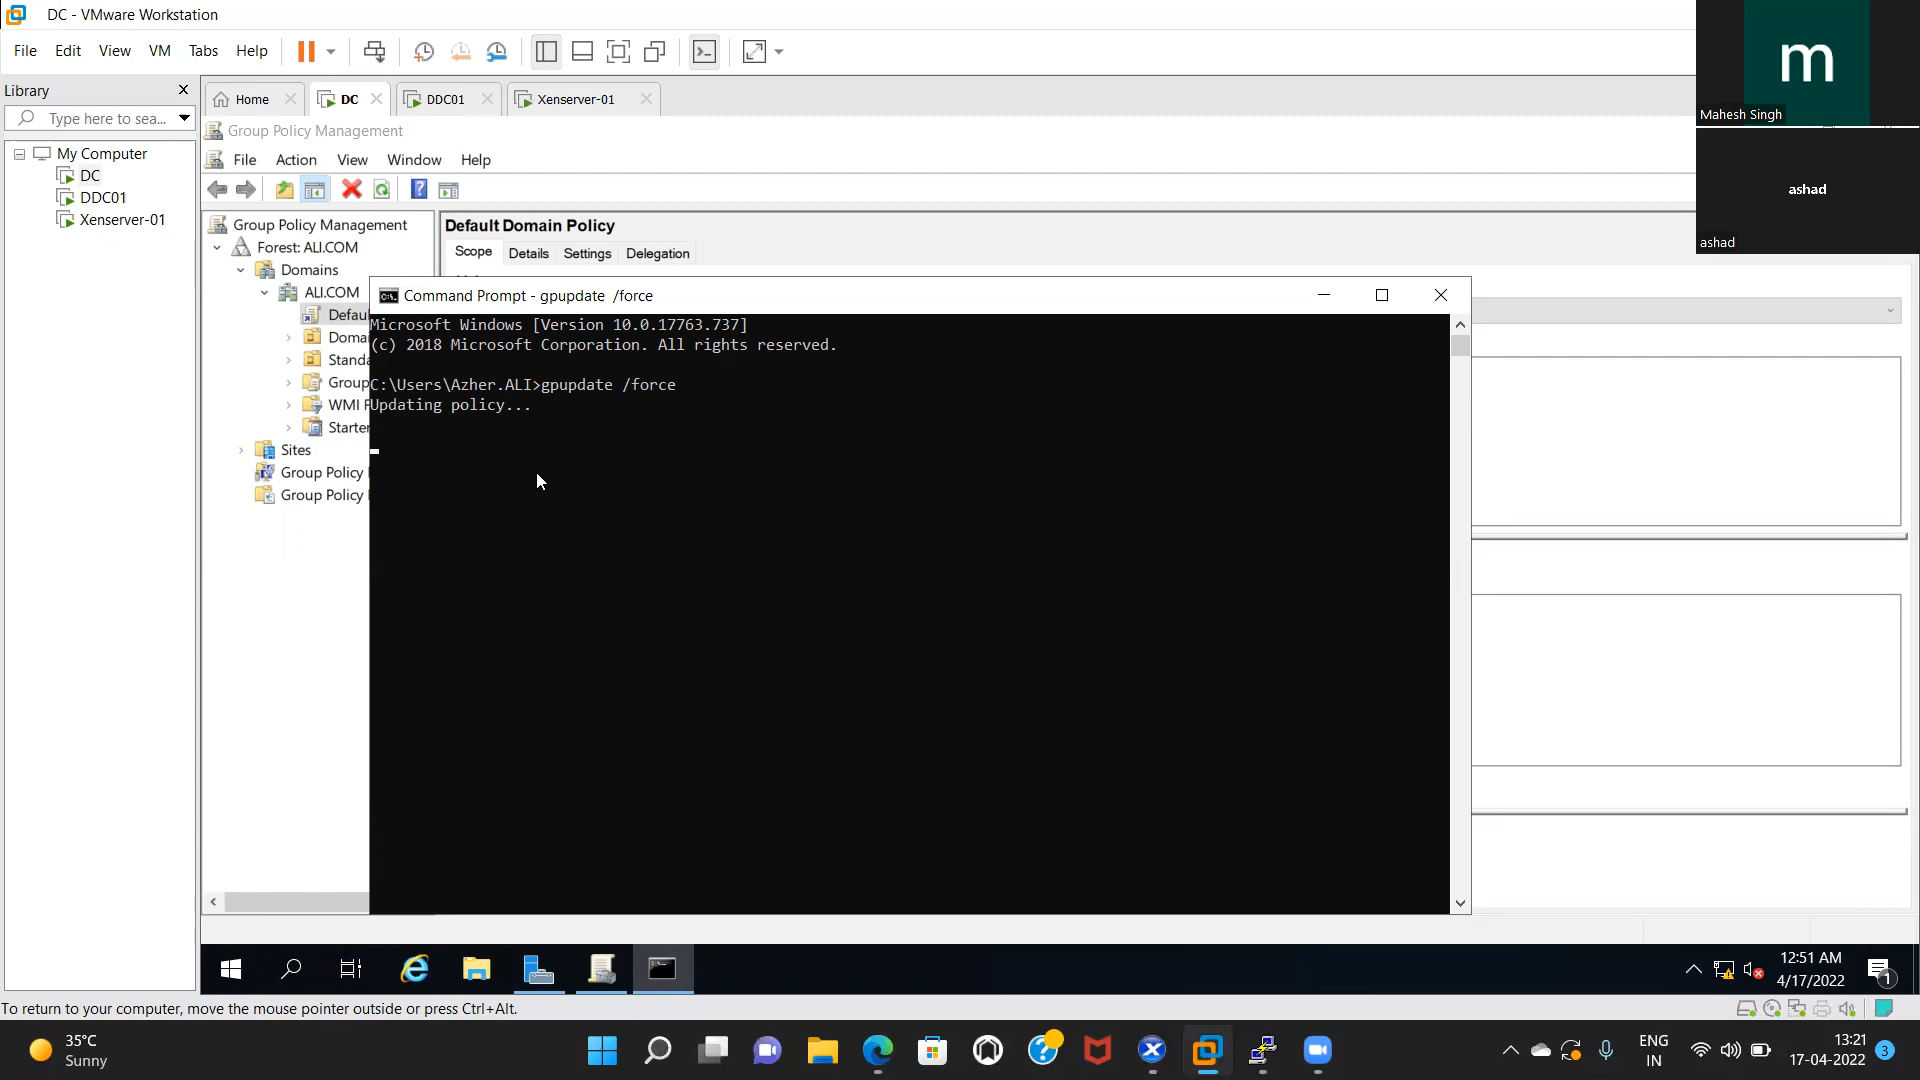 DC - VMware Workstation
File Edit View VM Tabs Help
Library
Type here to sea...
My Computer
DC
DDC01
Xenserver-01
Home DC DDC01 Xenserver-01
Group Policy Management
File Action View Window Help
Group Policy Management
Forest: ALI.COM
Domains
ALI.COM
Defau
Doma
Standa
Group
WMI F
Starter
Sites
Group Policy
Group Policy
Default Domain Policy
Scope Details Settings Delegation
Command Prompt - gpupdate /force
Microsoft Windows [Version 10.0.17763.737]
(c) 2018 Microsoft Corporation. All rights reserved.
C:\Users\Azher.ALI>gpupdate /force
Updating policy...
m
Mahesh Singh
ashad
ashad
12:51 AM
4/17/2022
1
To return to your computer, move the mouse pointer outside or press Ctrl+Alt.
35°C
Sunny
ENG
IN
13:21
17-04-2022
3